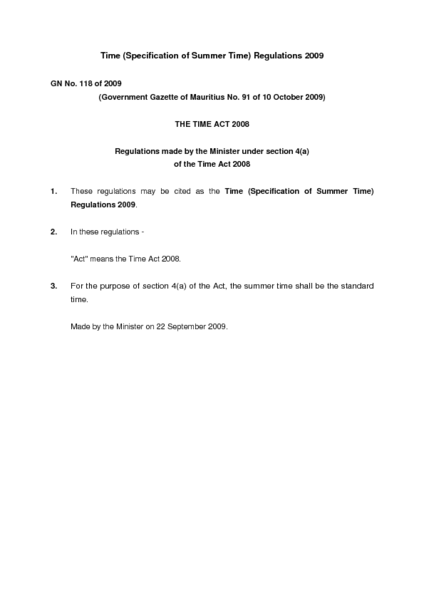 Time (Specification of Summer Time) Regulations 2009
GN No. 118 of 2009
(Government Gazette of Mauritius No. 91 of 10 October 2009)
THE TIME ACT 2008
Regulations made by the Minister under section 4(a)
of the Time Act 2008
1. These regulations may be cited as the Time (Specification of Summer Time)
Regulations 2009.
2. In these regulations -
"Act" means the Time Act 2008.
3. For the purpose of section 4(a) of the Act, the summer time shall be the standard
time.
Made by the Minister on 22 September 2009.